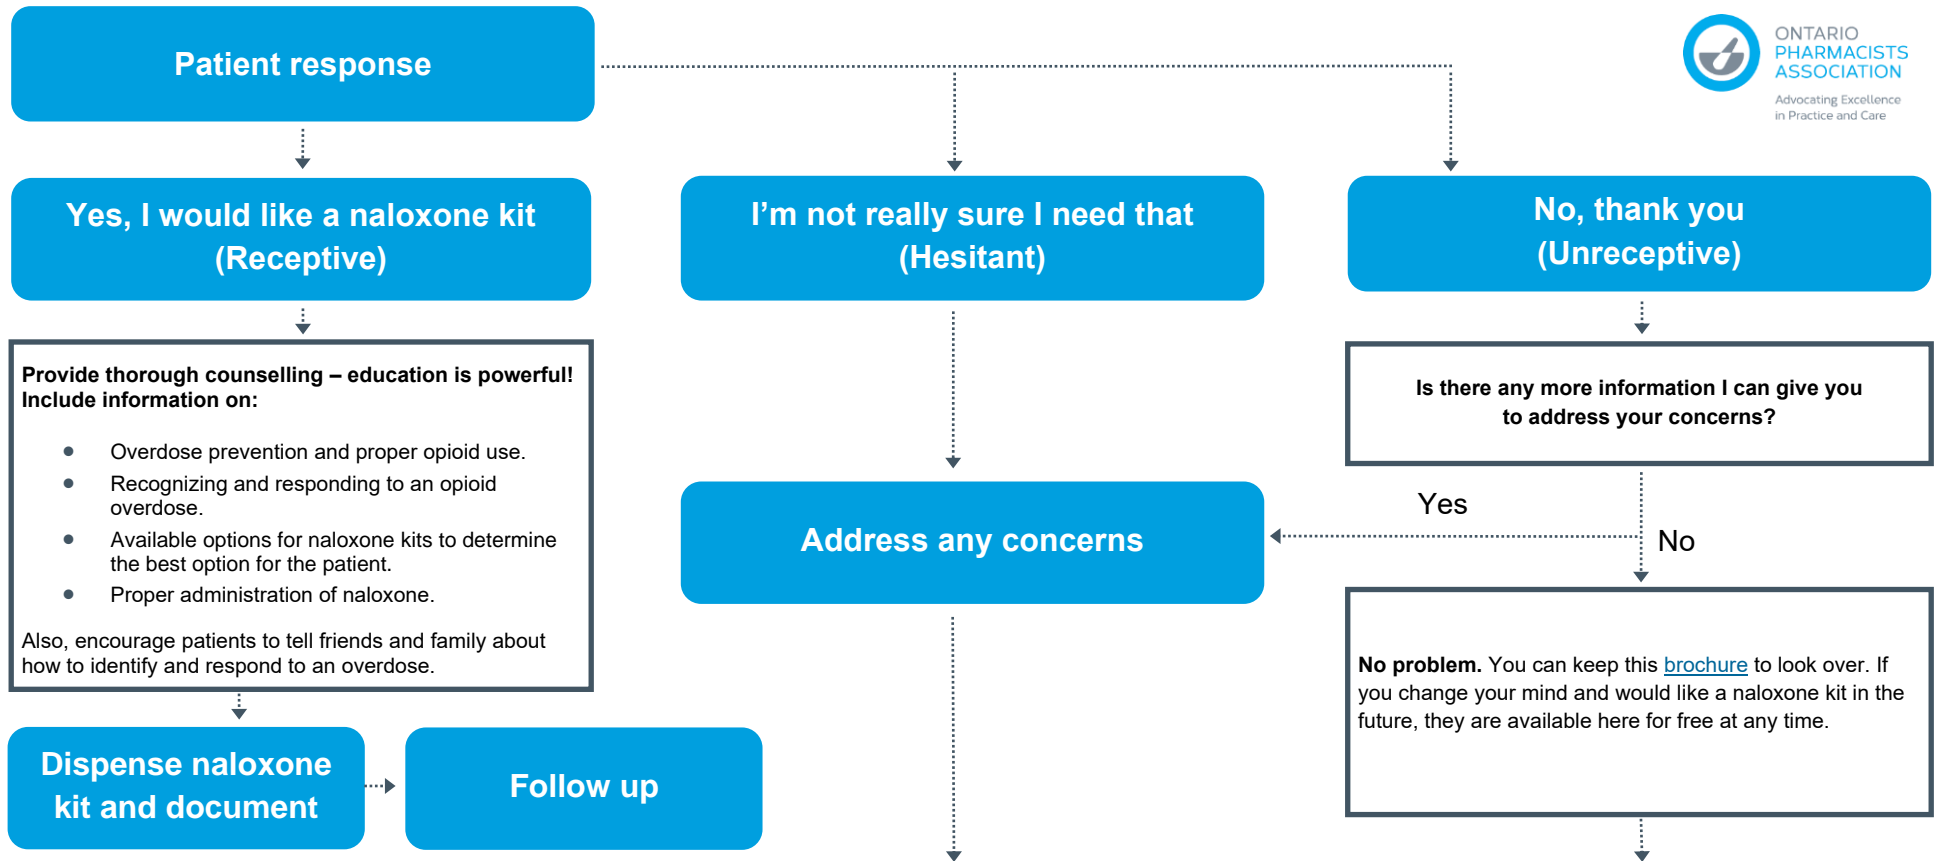 Patient response
ONTARIO
PHARMACISTS
ASSOCIATION
Advocating Excellence
in Practice and Care
Yes, I would like a naloxone kit
(Receptive)
I’m not really sure I need that
(Hesitant)
No, thank you
(Unreceptive)
Provide thorough counselling – education is powerful!
Include information on:
● Overdose prevention and proper opioid use.
● Recognizing and responding to an opioid
overdose.
● Available options for naloxone kits to determine
the best option for the patient.
● Proper administration of naloxone.
Also, encourage patients to tell friends and family about
how to identify and respond to an overdose.
Is there any more information I can give you
to address your concerns?
Yes
No
Address any concerns
No problem. You can keep this brochure to look over. If
you change your mind and would like a naloxone kit in the
future, they are available here for free at any time.
Dispense naloxone
kit and document
Follow up